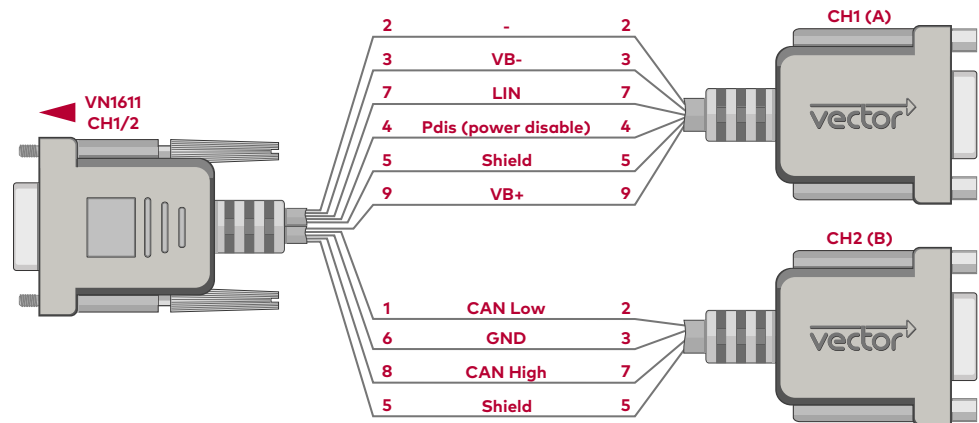 CH1 (A)
2 - 2
3 VB- 3
7 LIN 7
4 Pdis (power disable) 4
5 Shield 5
9 VB+ 9
VN1611
CH1/2
vector
CH2 (B)
1 CAN Low 2
6 GND 3
8 CAN High 7
5 Shield 5
vector